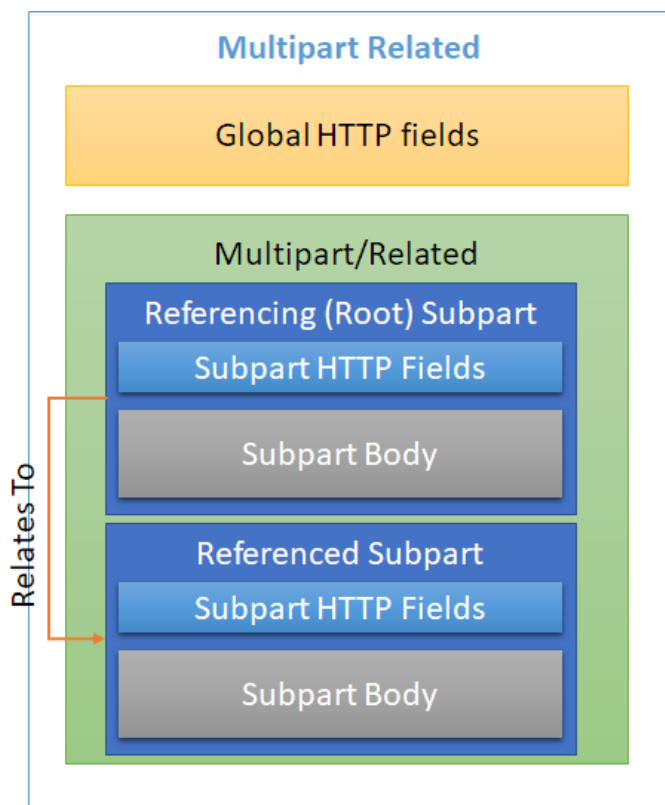 Multipart Related
Global HTTP fields
Multipart/Related
Referencing (Root) Subpart
Subpart HTTP Fields
Subpart Body
Relates To
Referenced Subpart
Subpart HTTP Fields
Subpart Body